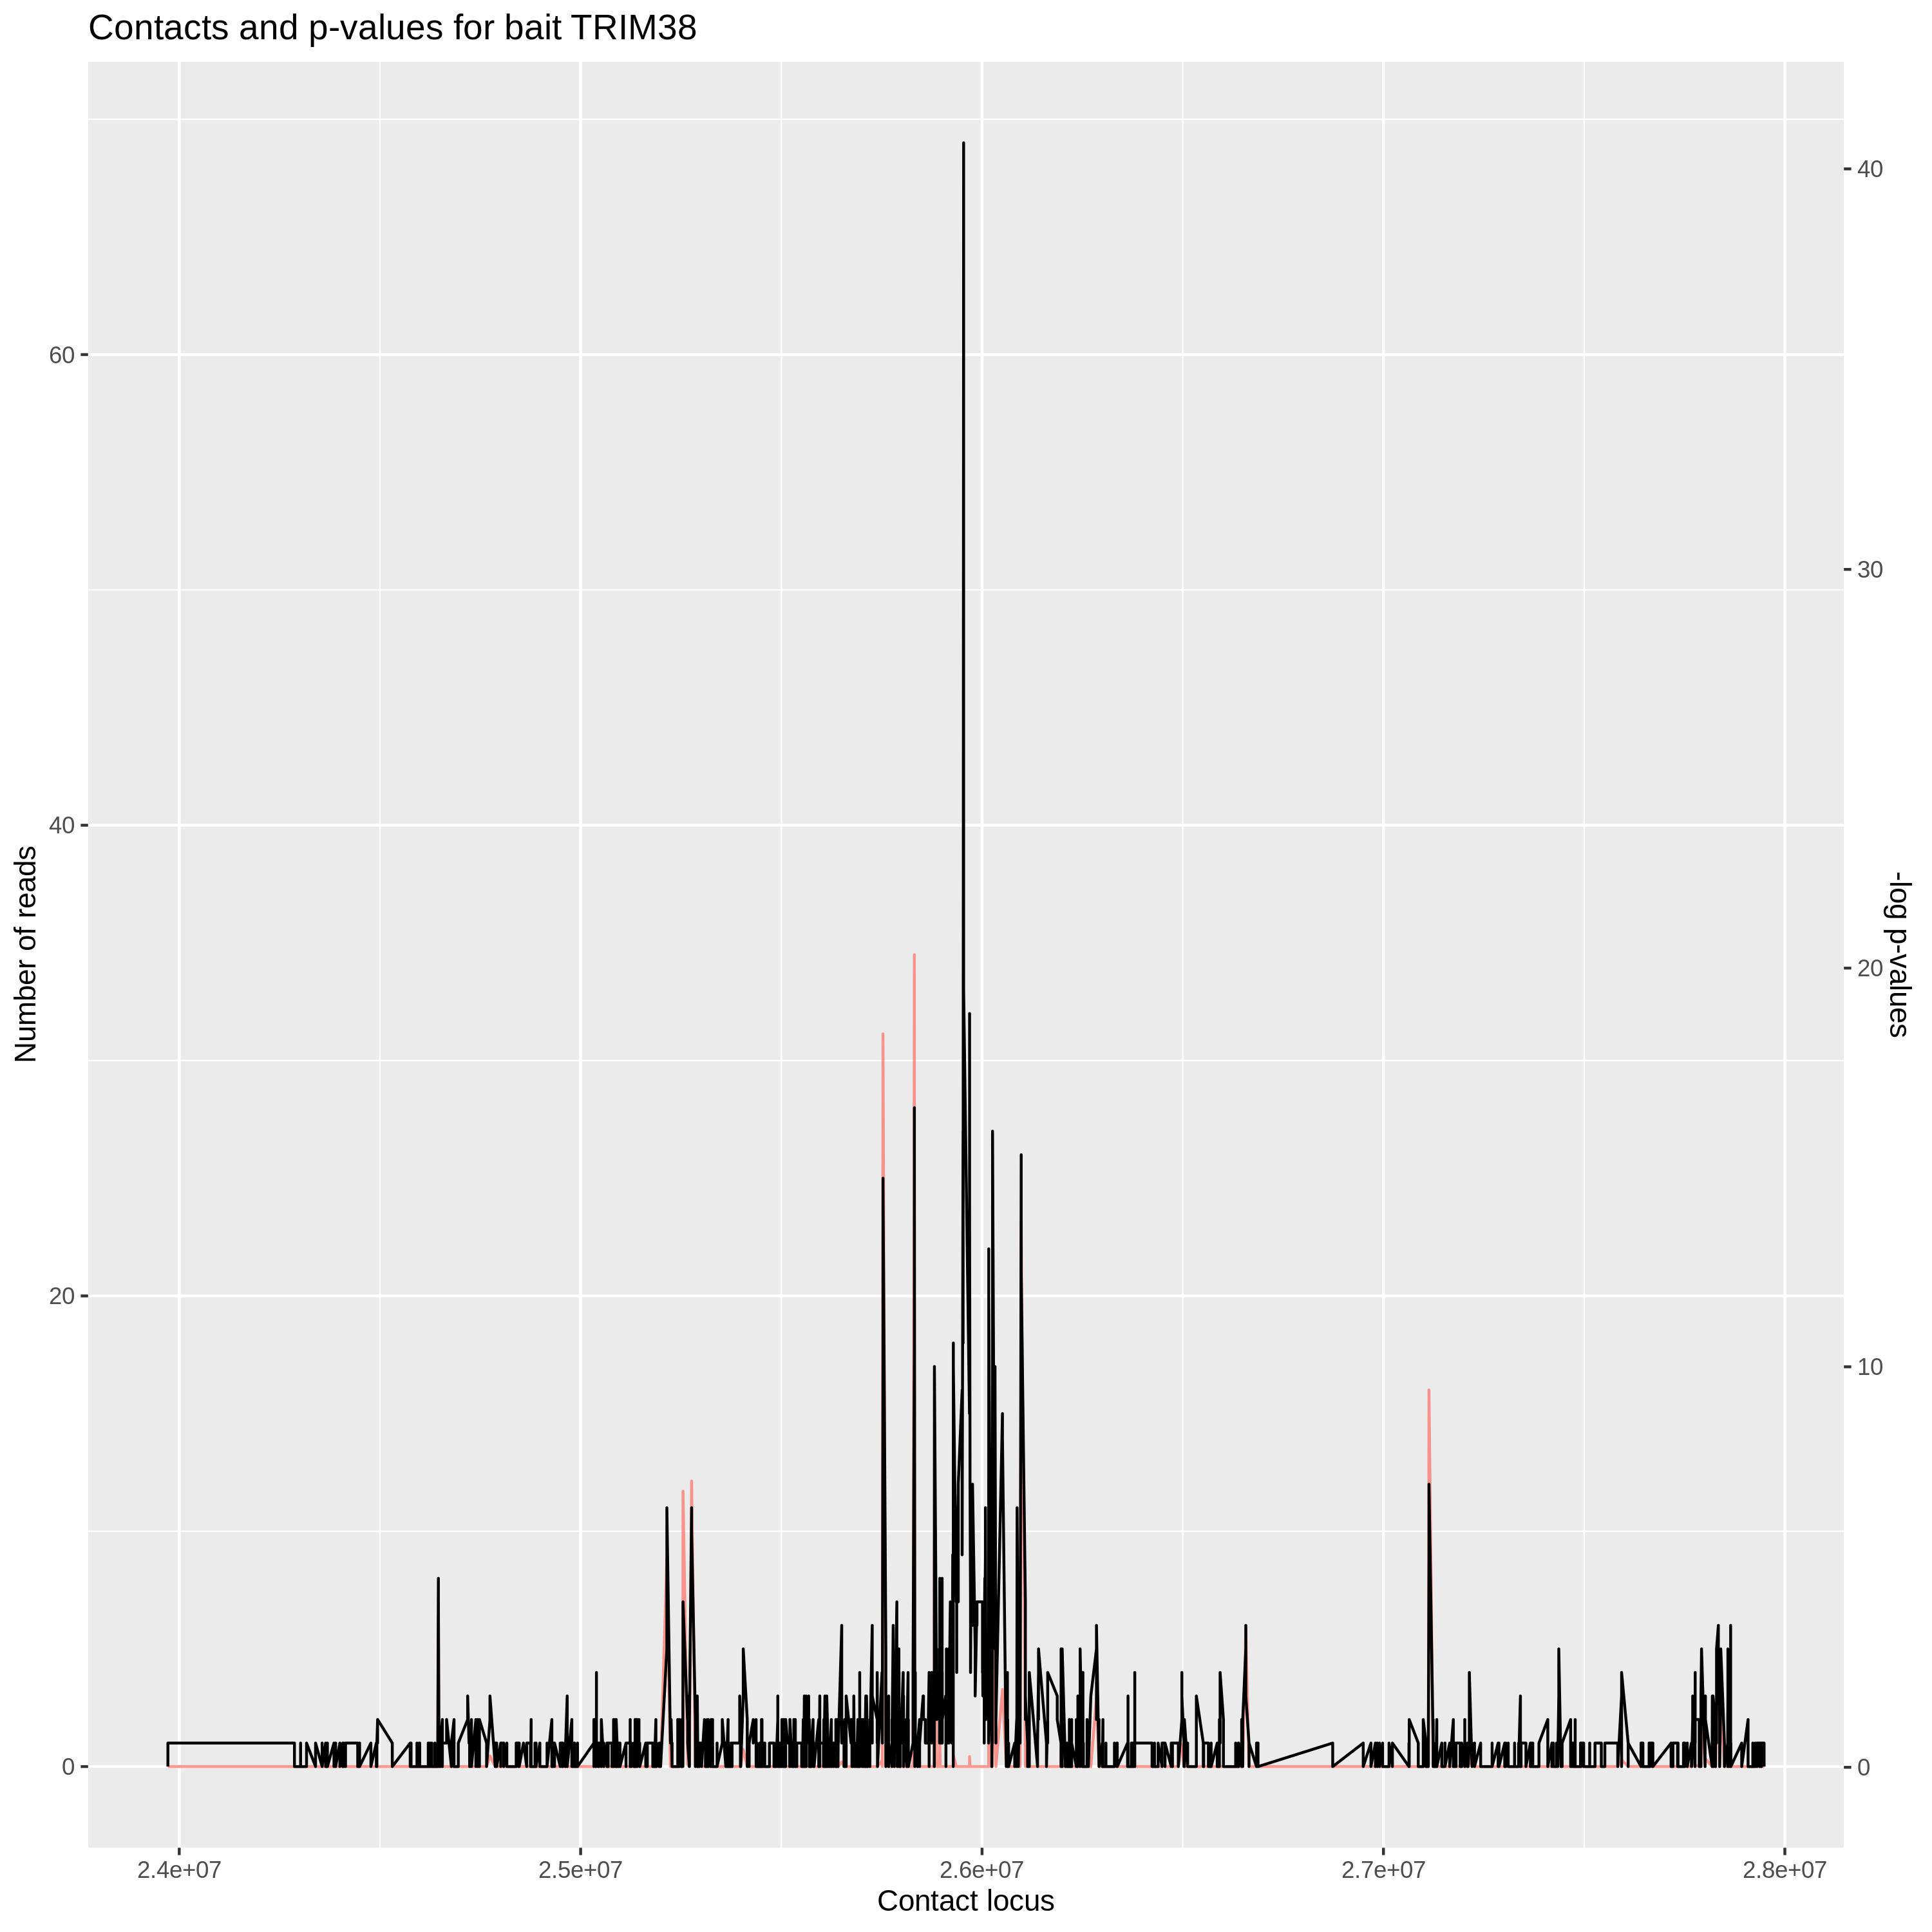 Contacts and p-values for bait TRIM38
60
40
20
0
Number of reads
40
30
20
10
0
-log p-values
2.4e+07
2.5e+07
2.6e+07
2.7e+07
2.8e+07
Contact locus